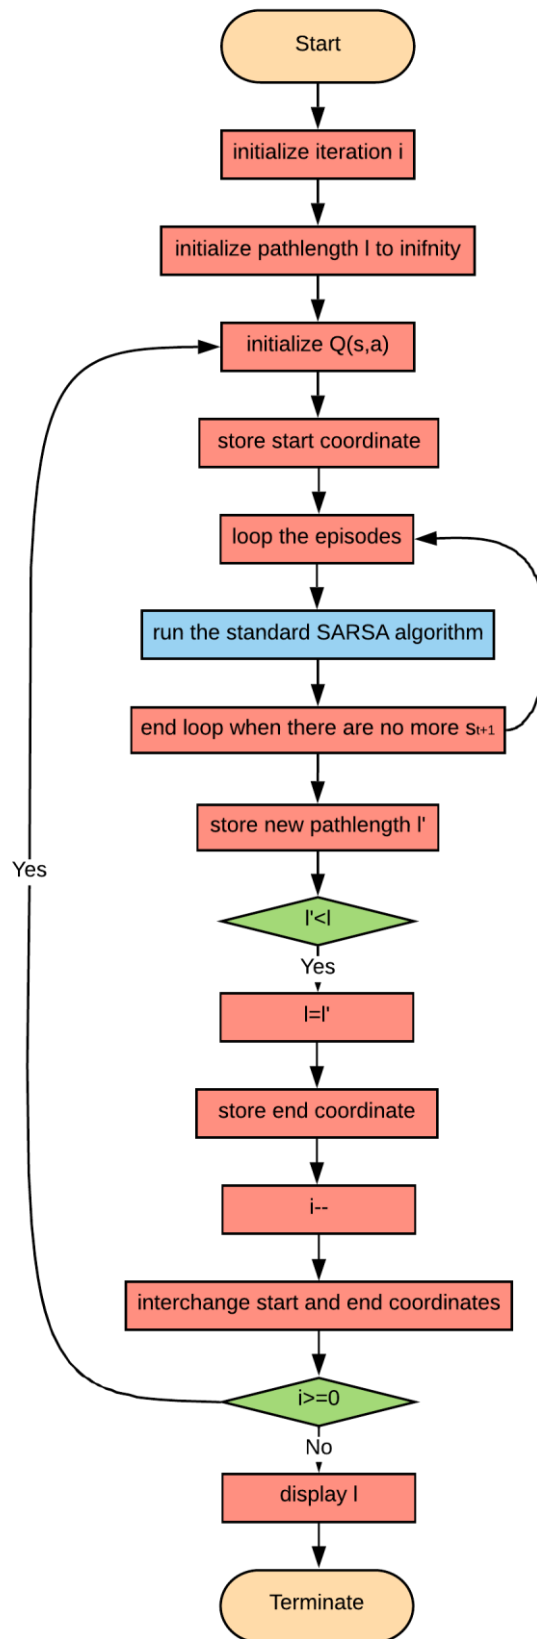 Start
initialize iteration i
initialize pathlength l to inifnity
initialize Q(s,a)
store start coordinate
loop the episodes
run the standard SARSA algorithm
end loop when there are no more st+1
store new pathlength l'
Yes
l'<l
Yes
l=l'
store end coordinate
i--
interchange start and end coordinates
i>=0
No
display l
Terminate